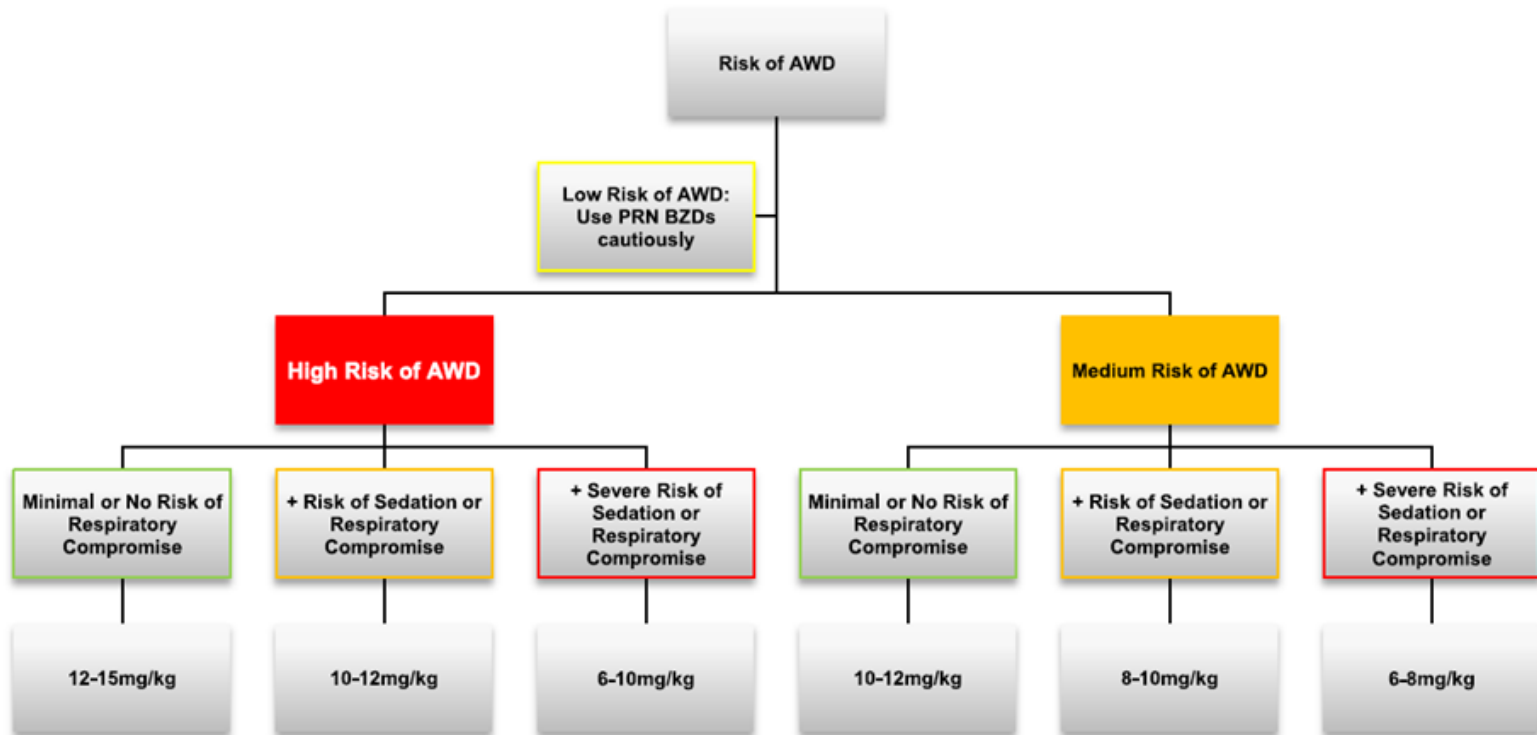 Risk of AWD
Low Risk of AWD:
Use PRN BZDs
cautiously
High Risk of AWD
Medium Risk of AWD
Minimal or No Risk of
Respiratory
Compromise
+ Risk of Sedation or
Respiratory
Compromise
+ Severe Risk of
Sedation or
Respiratory
Compromise
Minimal or No Risk of
Respiratory
Compromise
+ Risk of Sedation or
Respiratory
Compromise
+ Severe Risk of
Sedation or
Respiratory
Compromise
12-15mg/kg
10-12mg/kg
6-10mg/kg
10-12mg/kg
8-10mg/kg
6-8mg/kg